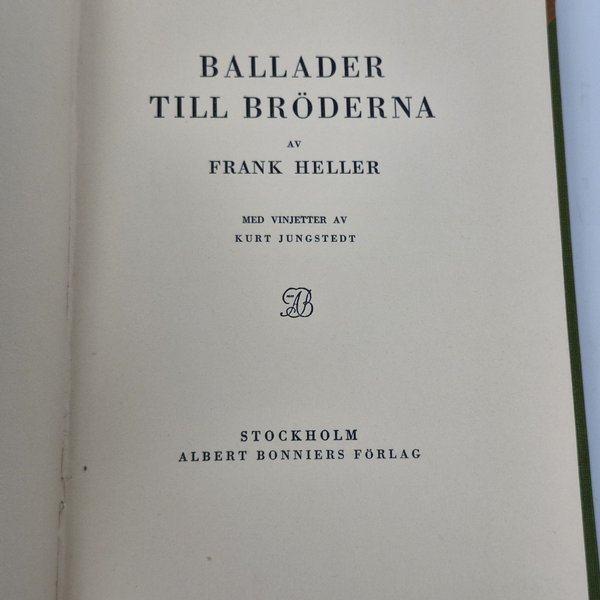 BALLADER
TILL BRÖDERNA
AV
FRANK HELLER
MED VINJETTER AV
KURT JUNGSTEDT
AB
STOCKHOLM
ALBERT BONNIERS FÖRLAG